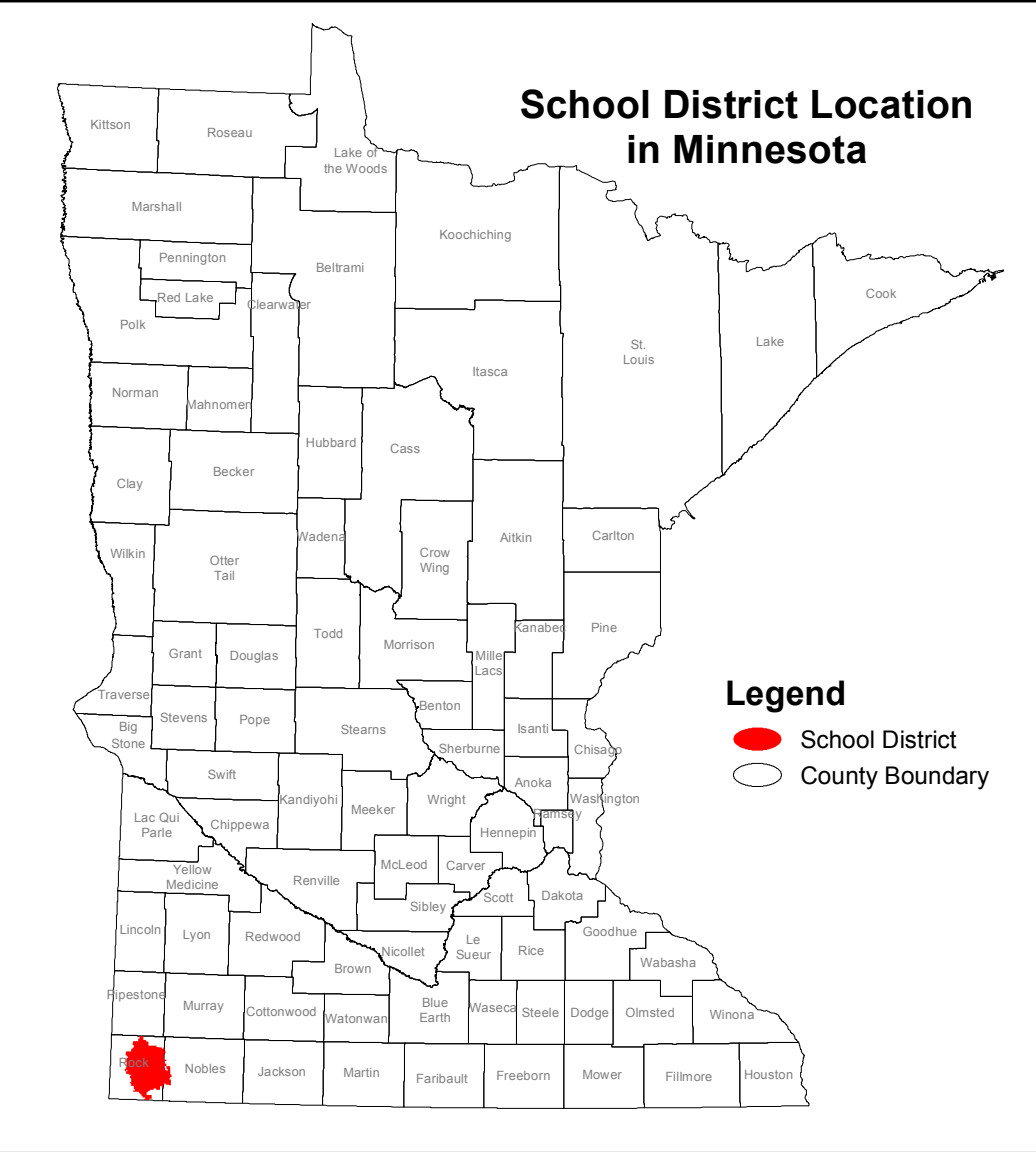 School District Location
in Minnesota
Kittson
Roseau
Lake of
the Woods
Marshall
Koochiching
Pennington
Beltrami
Red Lake
Clearwater
Cook
Polk
St.
Louis
Lake
Itasca
Norman
Mahnomen
Hubbard
Cass
Becker
Clay
Wadena
Aitkin
Carlton
Wilkin
Crow
Wing
Otter
Tail
Todd
Morrison
Kanabec
Pine
Grant
Douglas
Mille
Lacs
Traverse
Stevens
Pope
Benton
Stearns
Isanti
Big
Stone
Sherburne
Chisago
Legend
School District
County Boundary
Swift
Anoka
Kandiyohi
Meeker
Wright
Washington
Ramsey
Lac Qui
Parle
Chippewa
Hennepin
Yellow
Medicine
Renville
McLeod
Carver
Sibley
Scott
Dakota
Lincoln
Lyon
Redwood
Nicollet
Le
Sueur
Rice
Goodhue
Brown
Wabasha
Pipestone
Murray
Cottonwood
Watonwan
Blue
Earth
Waseca
Steele
Dodge
Olmsted
Winona
Rock
Nobles
Jackson
Martin
Faribault
Freeborn
Mower
Fillmore
Houston